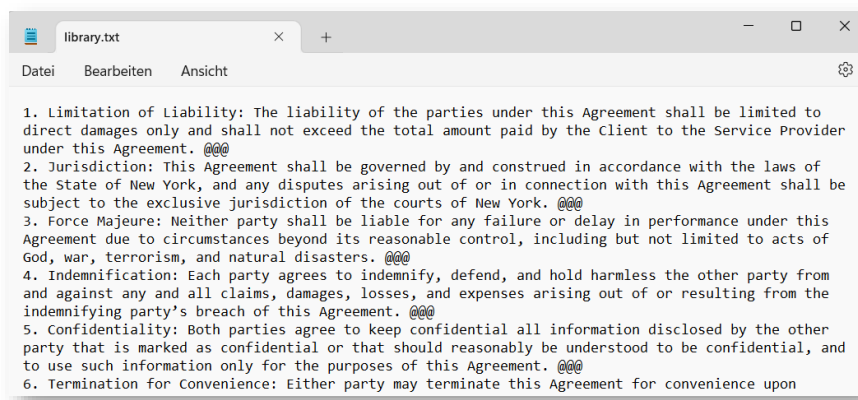 library.txt
Datei Bearbeiten Ansicht
1. Limitation of Liability: The liability of the parties under this Agreement shall be limited to
direct damages only and shall not exceed the total amount paid by the Client to the Service Provider
under this Agreement. @@@
2. Jurisdiction: This Agreement shall be governed by and construed in accordance with the laws of
the State of New York, and any disputes arising out of or in connection with this Agreement shall be
subject to the exclusive jurisdiction of the courts of New York. @@@
3. Force Majeure: Neither party shall be liable for any failure or delay in performance under this
Agreement due to circumstances beyond its reasonable control, including but not limited to acts of
God, war, terrorism, and natural disasters. @@@
4. Indemnification: Each party agrees to indemnify, defend, and hold harmless the other party from
and against any and all claims, damages, losses, and expenses arising out of or resulting from the
indemnifying party’s breach of this Agreement. @@@
5. Confidentiality: Both parties agree to keep confidential all information disclosed by the other
party that is marked as confidential or that should reasonably be understood to be confidential, and
to use such information only for the purposes of this Agreement. @@@
6. Termination for Convenience: Either party may terminate this Agreement for convenience upon